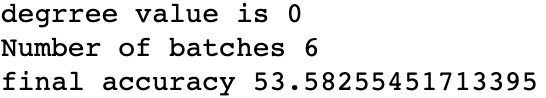 degrree value is 0
Number of batches 6
final accuracy 53.58255451713395